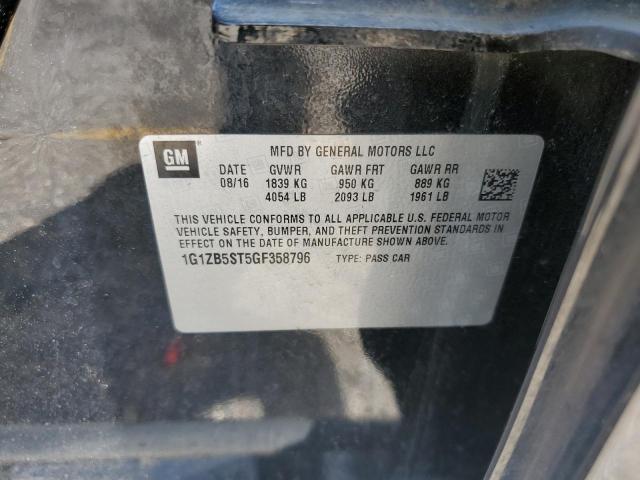 GM
MFD BY GENERAL MOTORS LLC
DATE GVWR GAWR FRT GAWR RR
08/16 1839 KG 950 KG 889 KG
4054 LB 2093 LB 1961 LB
THIS VEHICLE CONFORMS TO ALL APPLICABLE U.S. FEDERAL MOTOR
VEHICLE SAFETY, BUMPER, AND THEFT PREVENTION STANDARDS
IN EFFECT ON THE DATE OF MANUFACTURE SHOWN ABOVE.
1G1ZB5ST5GF358796 TYPE: PASS CAR